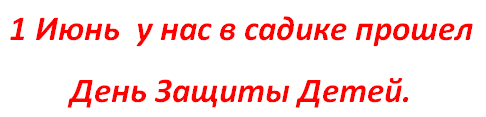 1 Июнь у нас в садике прошел
День Защиты Детей.